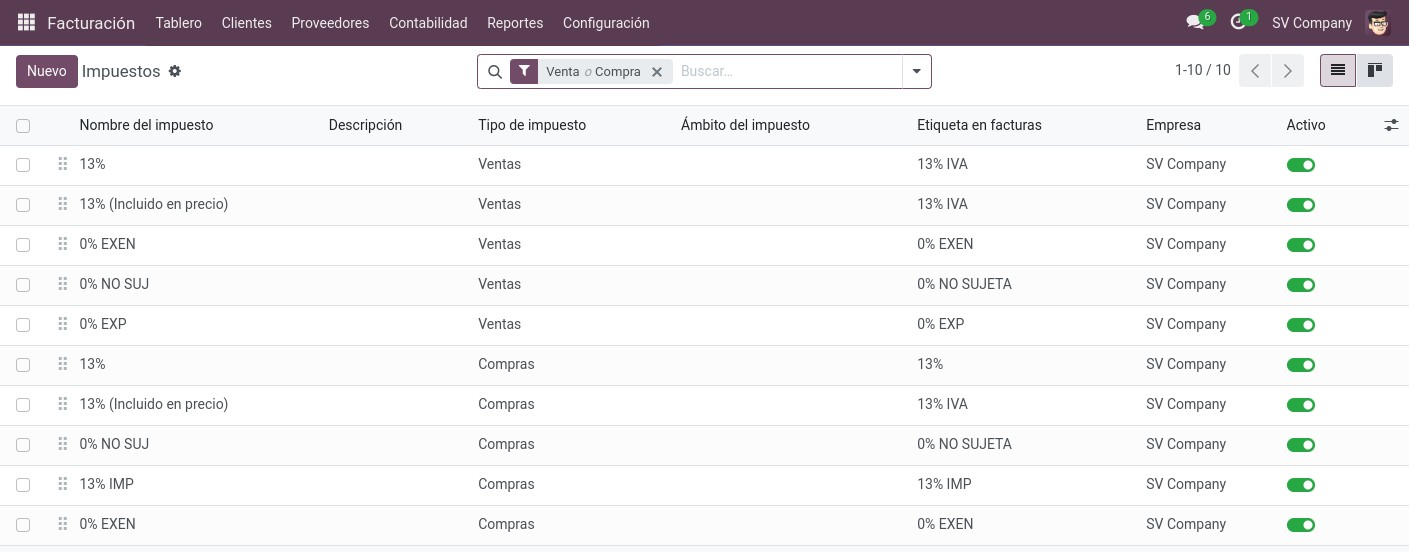 Facturación Tablero Clientes Proveedores Contabilidad Reportes Configuración 6 1 SV Company
Nuevo Impuestos Venta o Compra Buscar... 1-10 / 10
Nombre del impuesto Descripción Tipo de impuesto Ámbito del impuesto Etiqueta en facturas Empresa Activo
13% Ventas 13% IVA SV Company
13% (Incluido en precio) Ventas 13% IVA SV Company
0% EXEN Ventas 0% EXEN SV Company
0% NO SUJ Ventas 0% NO SUJETA SV Company
0% EXP Ventas 0% EXP SV Company
13% Compras 13% SV Company
13% (Incluido en precio) Compras 13% IVA SV Company
0% NO SUJ Compras 0% NO SUJETA SV Company
13% IMP Compras 13% IMP SV Company
0% EXEN Compras 0% EXEN SV Company